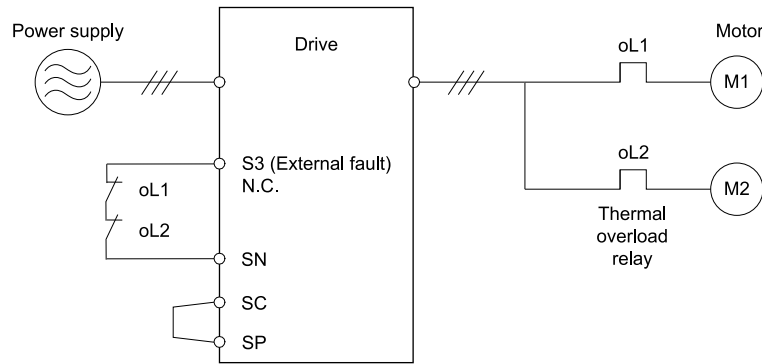 Power supply
Drive
oL1
Motor
M1
S3 (External fault)
N.C.
oL1
oL2
oL2
M2
Thermal
overload
relay
SN
SC
SP